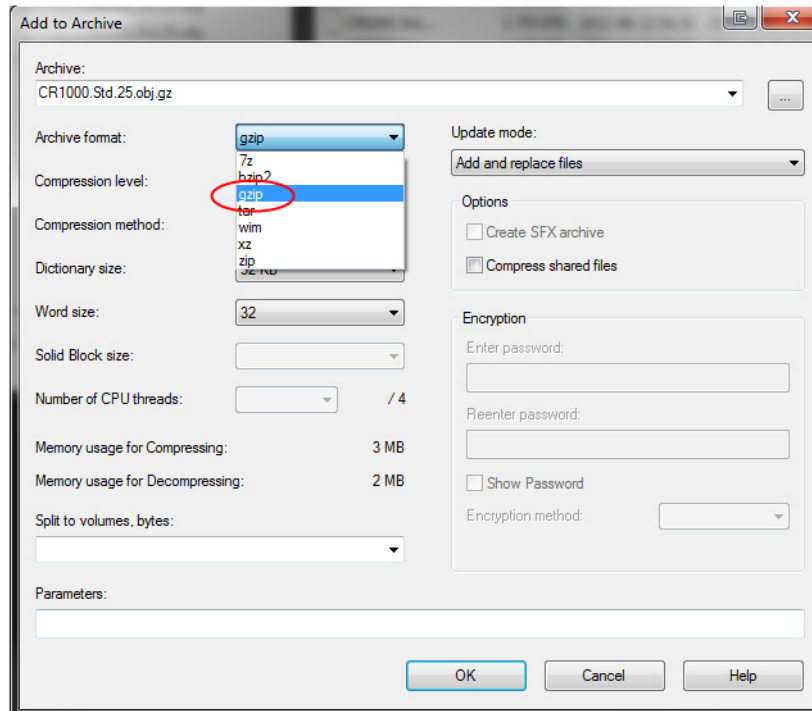 Add to Archive
Archive:
CR1000.Std.25.obj.gz
...
Archive format:
gzip
7z
bzip2
gzip
tar
wim
xz
zip
Compression level:
Compression method:
Dictionary size:
32 KB
Word size:
32
Solid Block size:
Number of CPU threads:
/ 4
Memory usage for Compressing:
3 MB
Memory usage for Decompressing:
2 MB
Split to volumes, bytes:
Update mode:
Add and replace files
Options
Create SFX archive
Compress shared files
Encryption
Enter password:
Reenter password:
Show Password
Encryption method:
Parameters:
OK
Cancel
Help